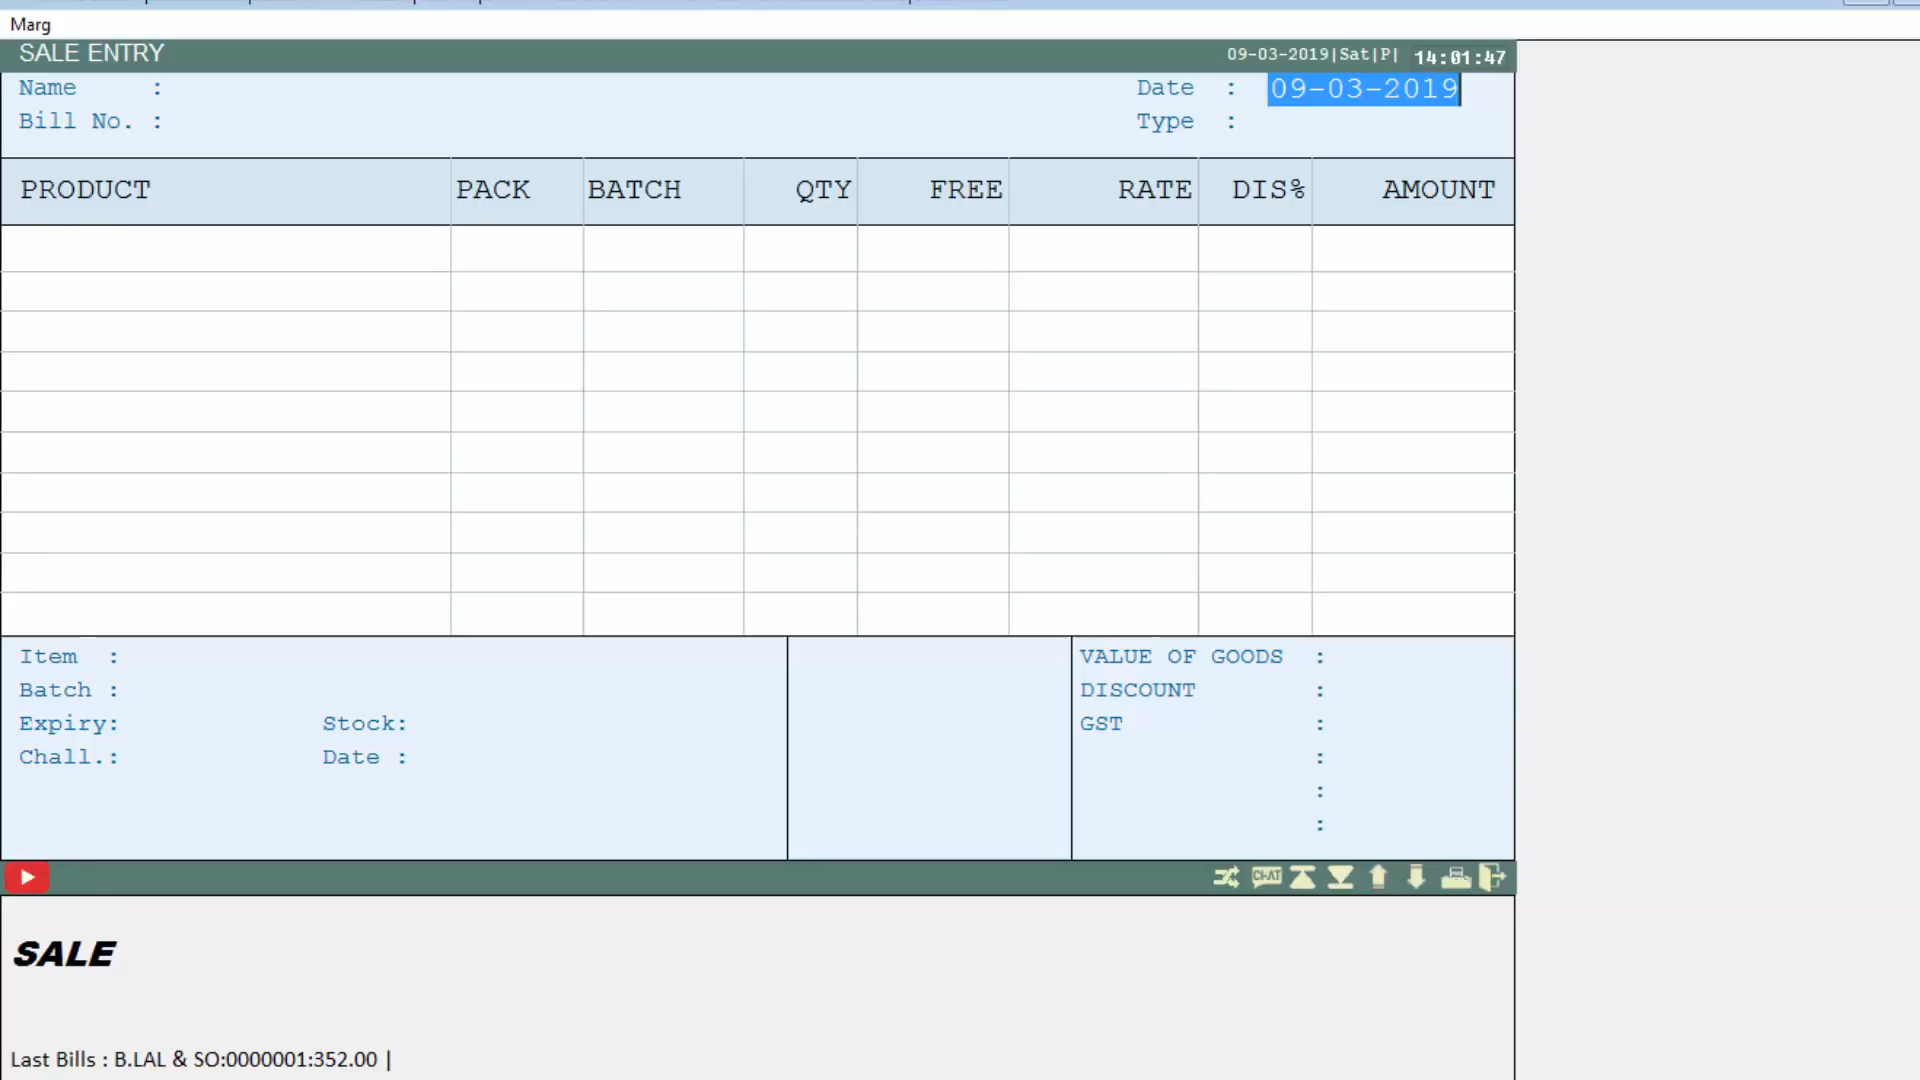 Marg
SALE ENTRY 09-03-2019|Sat|P| 14:01:47
Name : Date : 09-03-2019
Bill No. : Type :
PRODUCT PACK BATCH QTY FREE RATE DIS% AMOUNT
Item : VALUE OF GOODS :
Batch : DISCOUNT :
Expiry: Stock: GST :
Chall.: Date : :
:
:
CHAT
SALE
Last Bills : B.LAL & SO:0000001:352.00 |